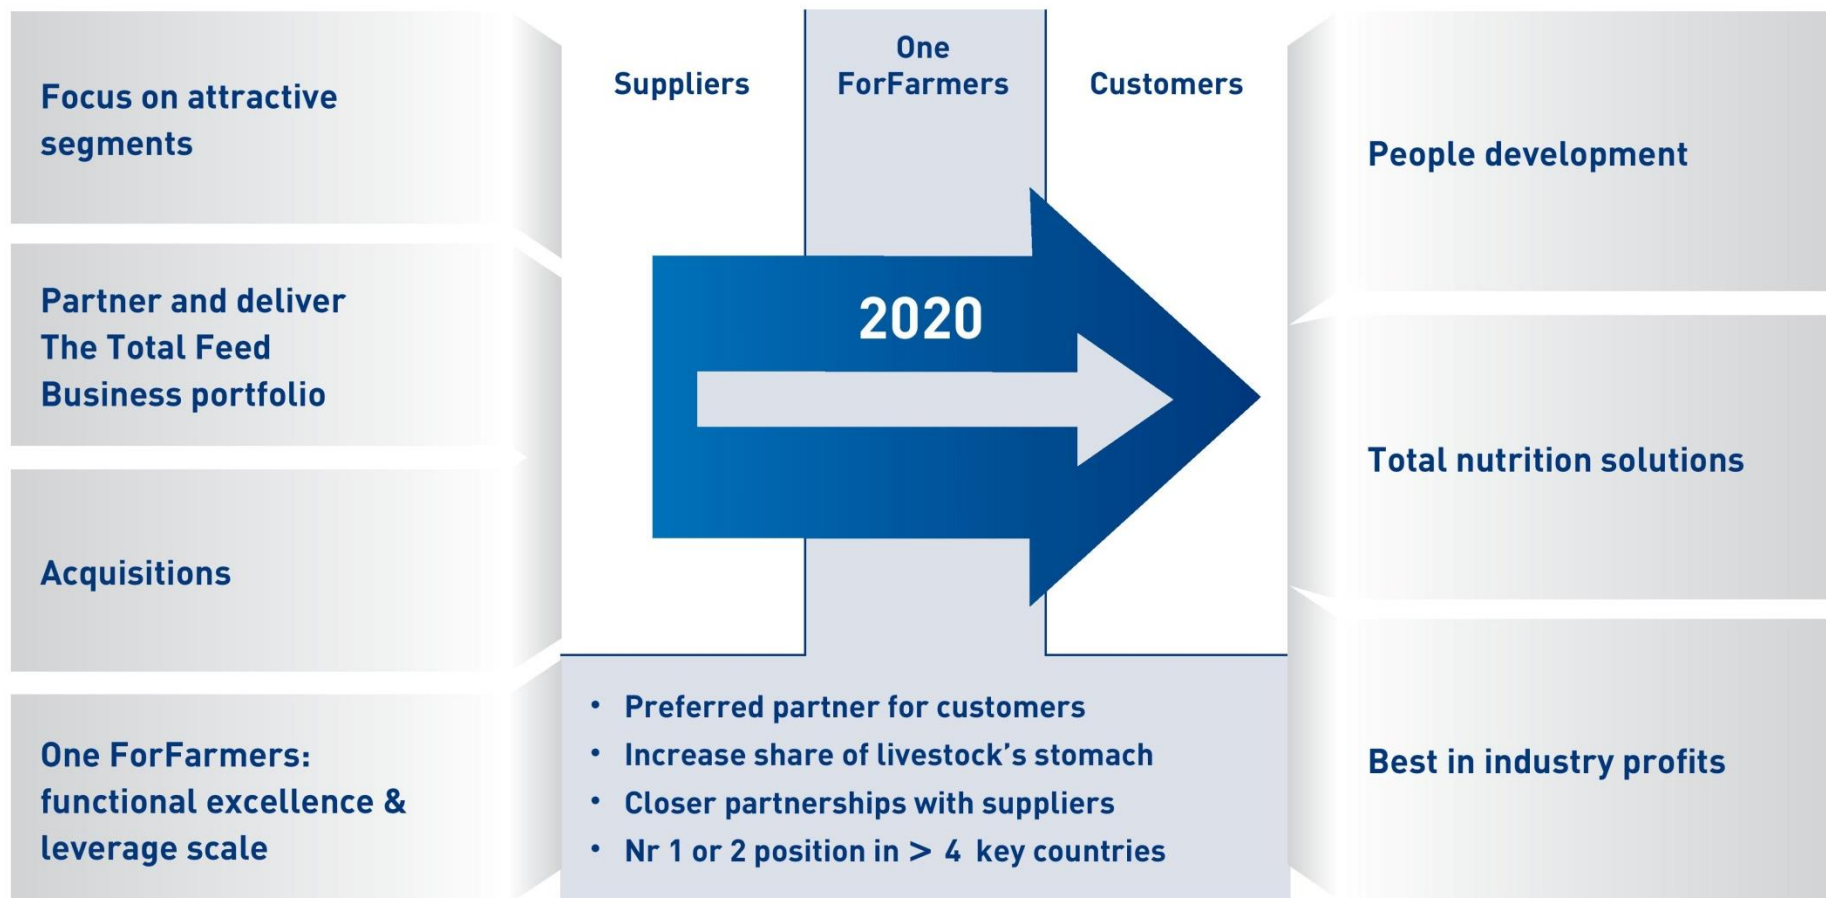 Focus on attractive
segments
Partner and deliver
The Total Feed
Business portfolio
Acquisitions
One ForFarmers:
functional excellence &
leverage scale
Suppliers
One
ForFarmers
Customers
2020
• Preferred partner for customers
• Increase share of livestock’s stomach
• Closer partnerships with suppliers
• Nr 1 or 2 position in > 4 key countries
People development
Total nutrition solutions
Best in industry profits